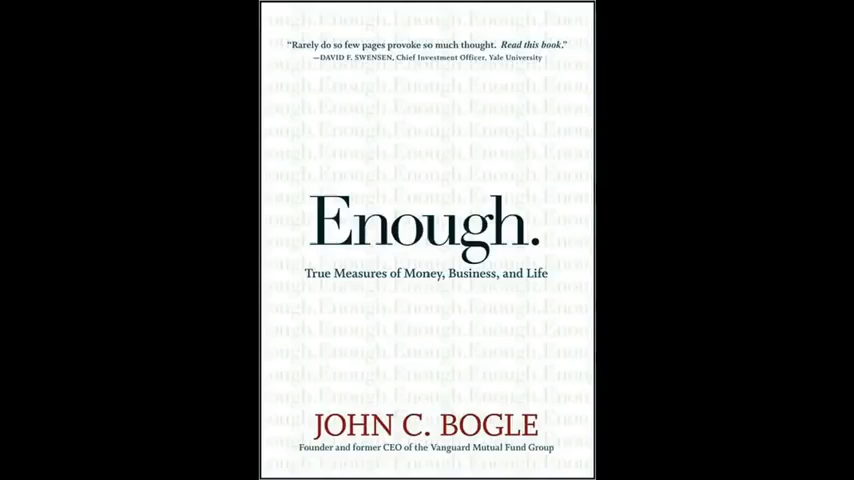 “Rarely do so few pages provoke so much thought. Read this book.”
—DAVID F. SWENSEN, Chief Investment Officer, Yale University
Enough.
True Measures of Money, Business, and Life
JOHN C. BOGLE
Founder and former CEO of the Vanguard Mutual Fund Group